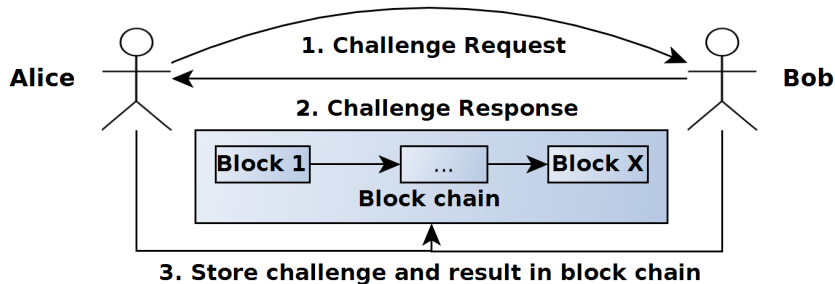 1. Challenge Request
Alice
Bob
2. Challenge Response
Block 1
...
Block X
Block chain
3. Store challenge and result in block chain